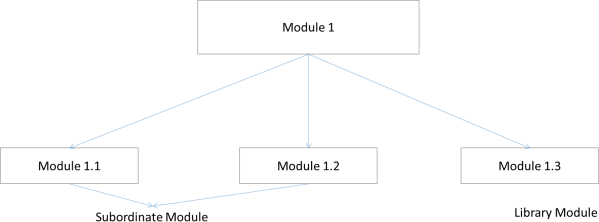 Module 1
Module 1.1
Module 1.2
Module 1.3
Subordinate Module
Library Module